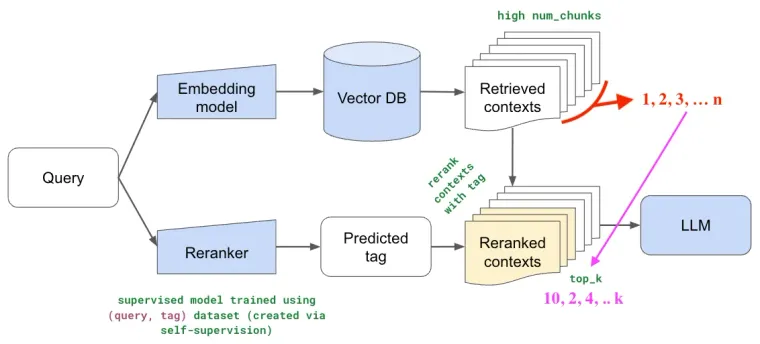 high num_chunks
Embedding
model
Vector DB
Retrieved
contexts
1, 2, 3, … n
Query
rerank
contexts
with tag
Reranker
Predicted
tag
Reranked
contexts
LLM
top_k
10, 2, 4, .. k
supervised model trained using
(query, tag) dataset (created via
self-supervision)